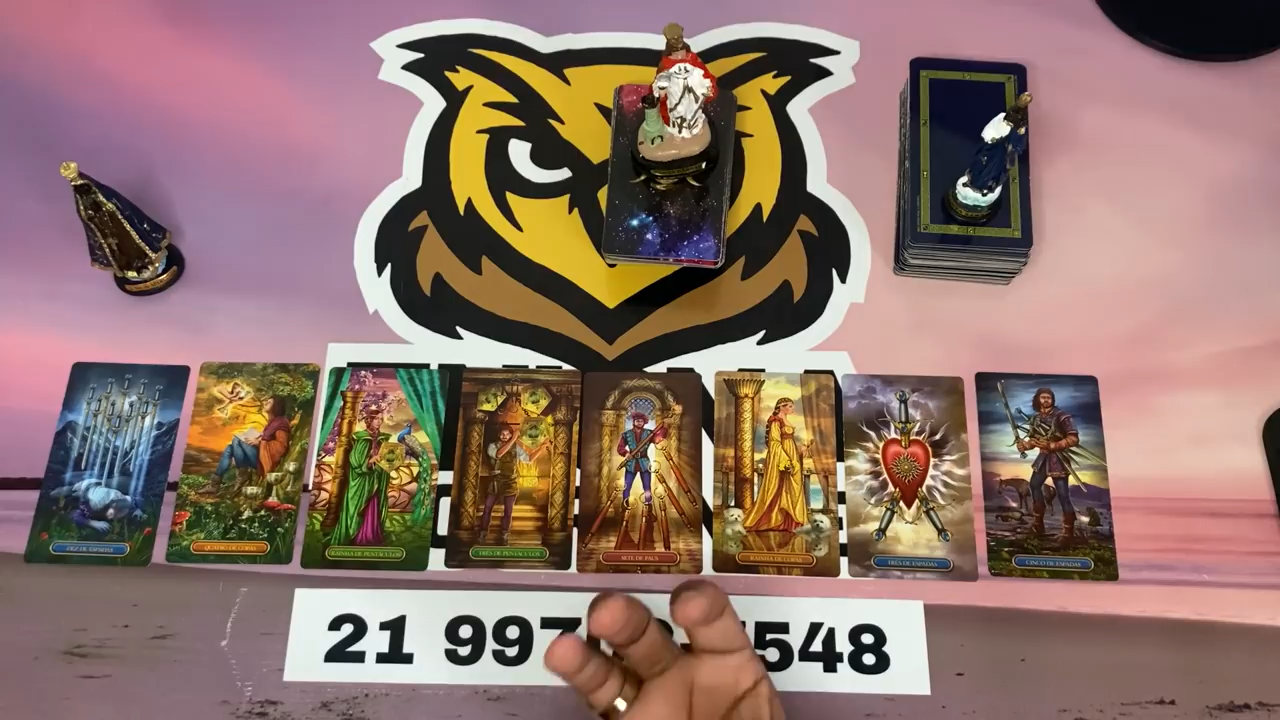 DEZ DE ESPADAS
QUATRO DE COPAS
RAINHA DE PENTÁCULOS
TRÊS DE PENTÁCULOS
SETE DE PAUS
RAINHA DE COPAS
TRÊS DE ESPADAS
CINCO DE ESPADAS
21 997 548